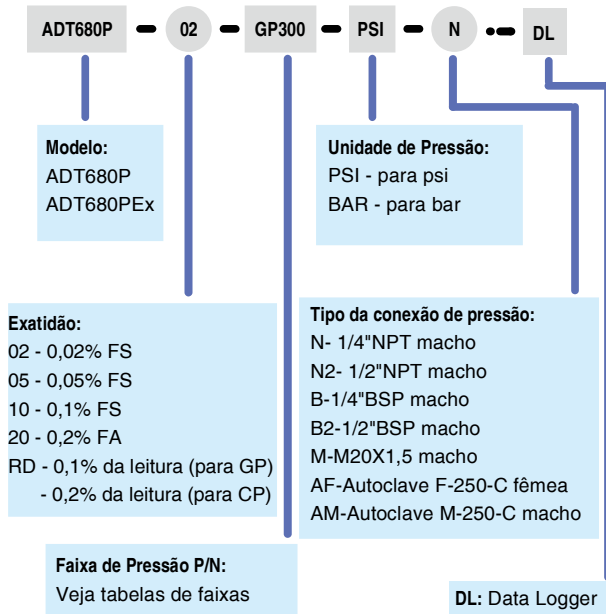 ADT680P 02 GP300 PSI N DL
Modelo:
ADT680P
ADT680PEx
Unidade de Pressão:
PSI - para psi
BAR - para bar
Exatidão:
02 - 0,02% FS
05 - 0,05% FS
10 - 0,1% FS
20 - 0,2% FA
RD - 0,1% da leitura (para GP)
- 0,2% da leitura (para CP)
Tipo da conexão de pressão:
N- 1/4"NPT macho
N2- 1/2"NPT macho
B-1/4"BSP macho
B2-1/2"BSP macho
M-M20X1,5 macho
AF-Autoclave F-250-C fêmea
AM-Autoclave M-250-C macho
Faixa de Pressão P/N:
Veja tabelas de faixas
DL: Data Logger